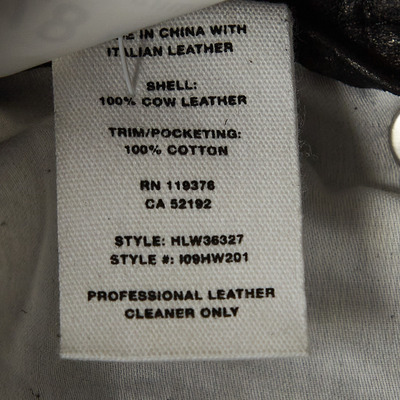 IN CHINA WITH
ITALIAN LEATHER
SHELL:
100% COW LEATHER
TRIM/POCKETING:
100% COTTON
RN 119376
CA 52192
STYLE: HLW36327
STYLE #: I09HW201
PROFESSIONAL LEATHER
CLEANER ONLY